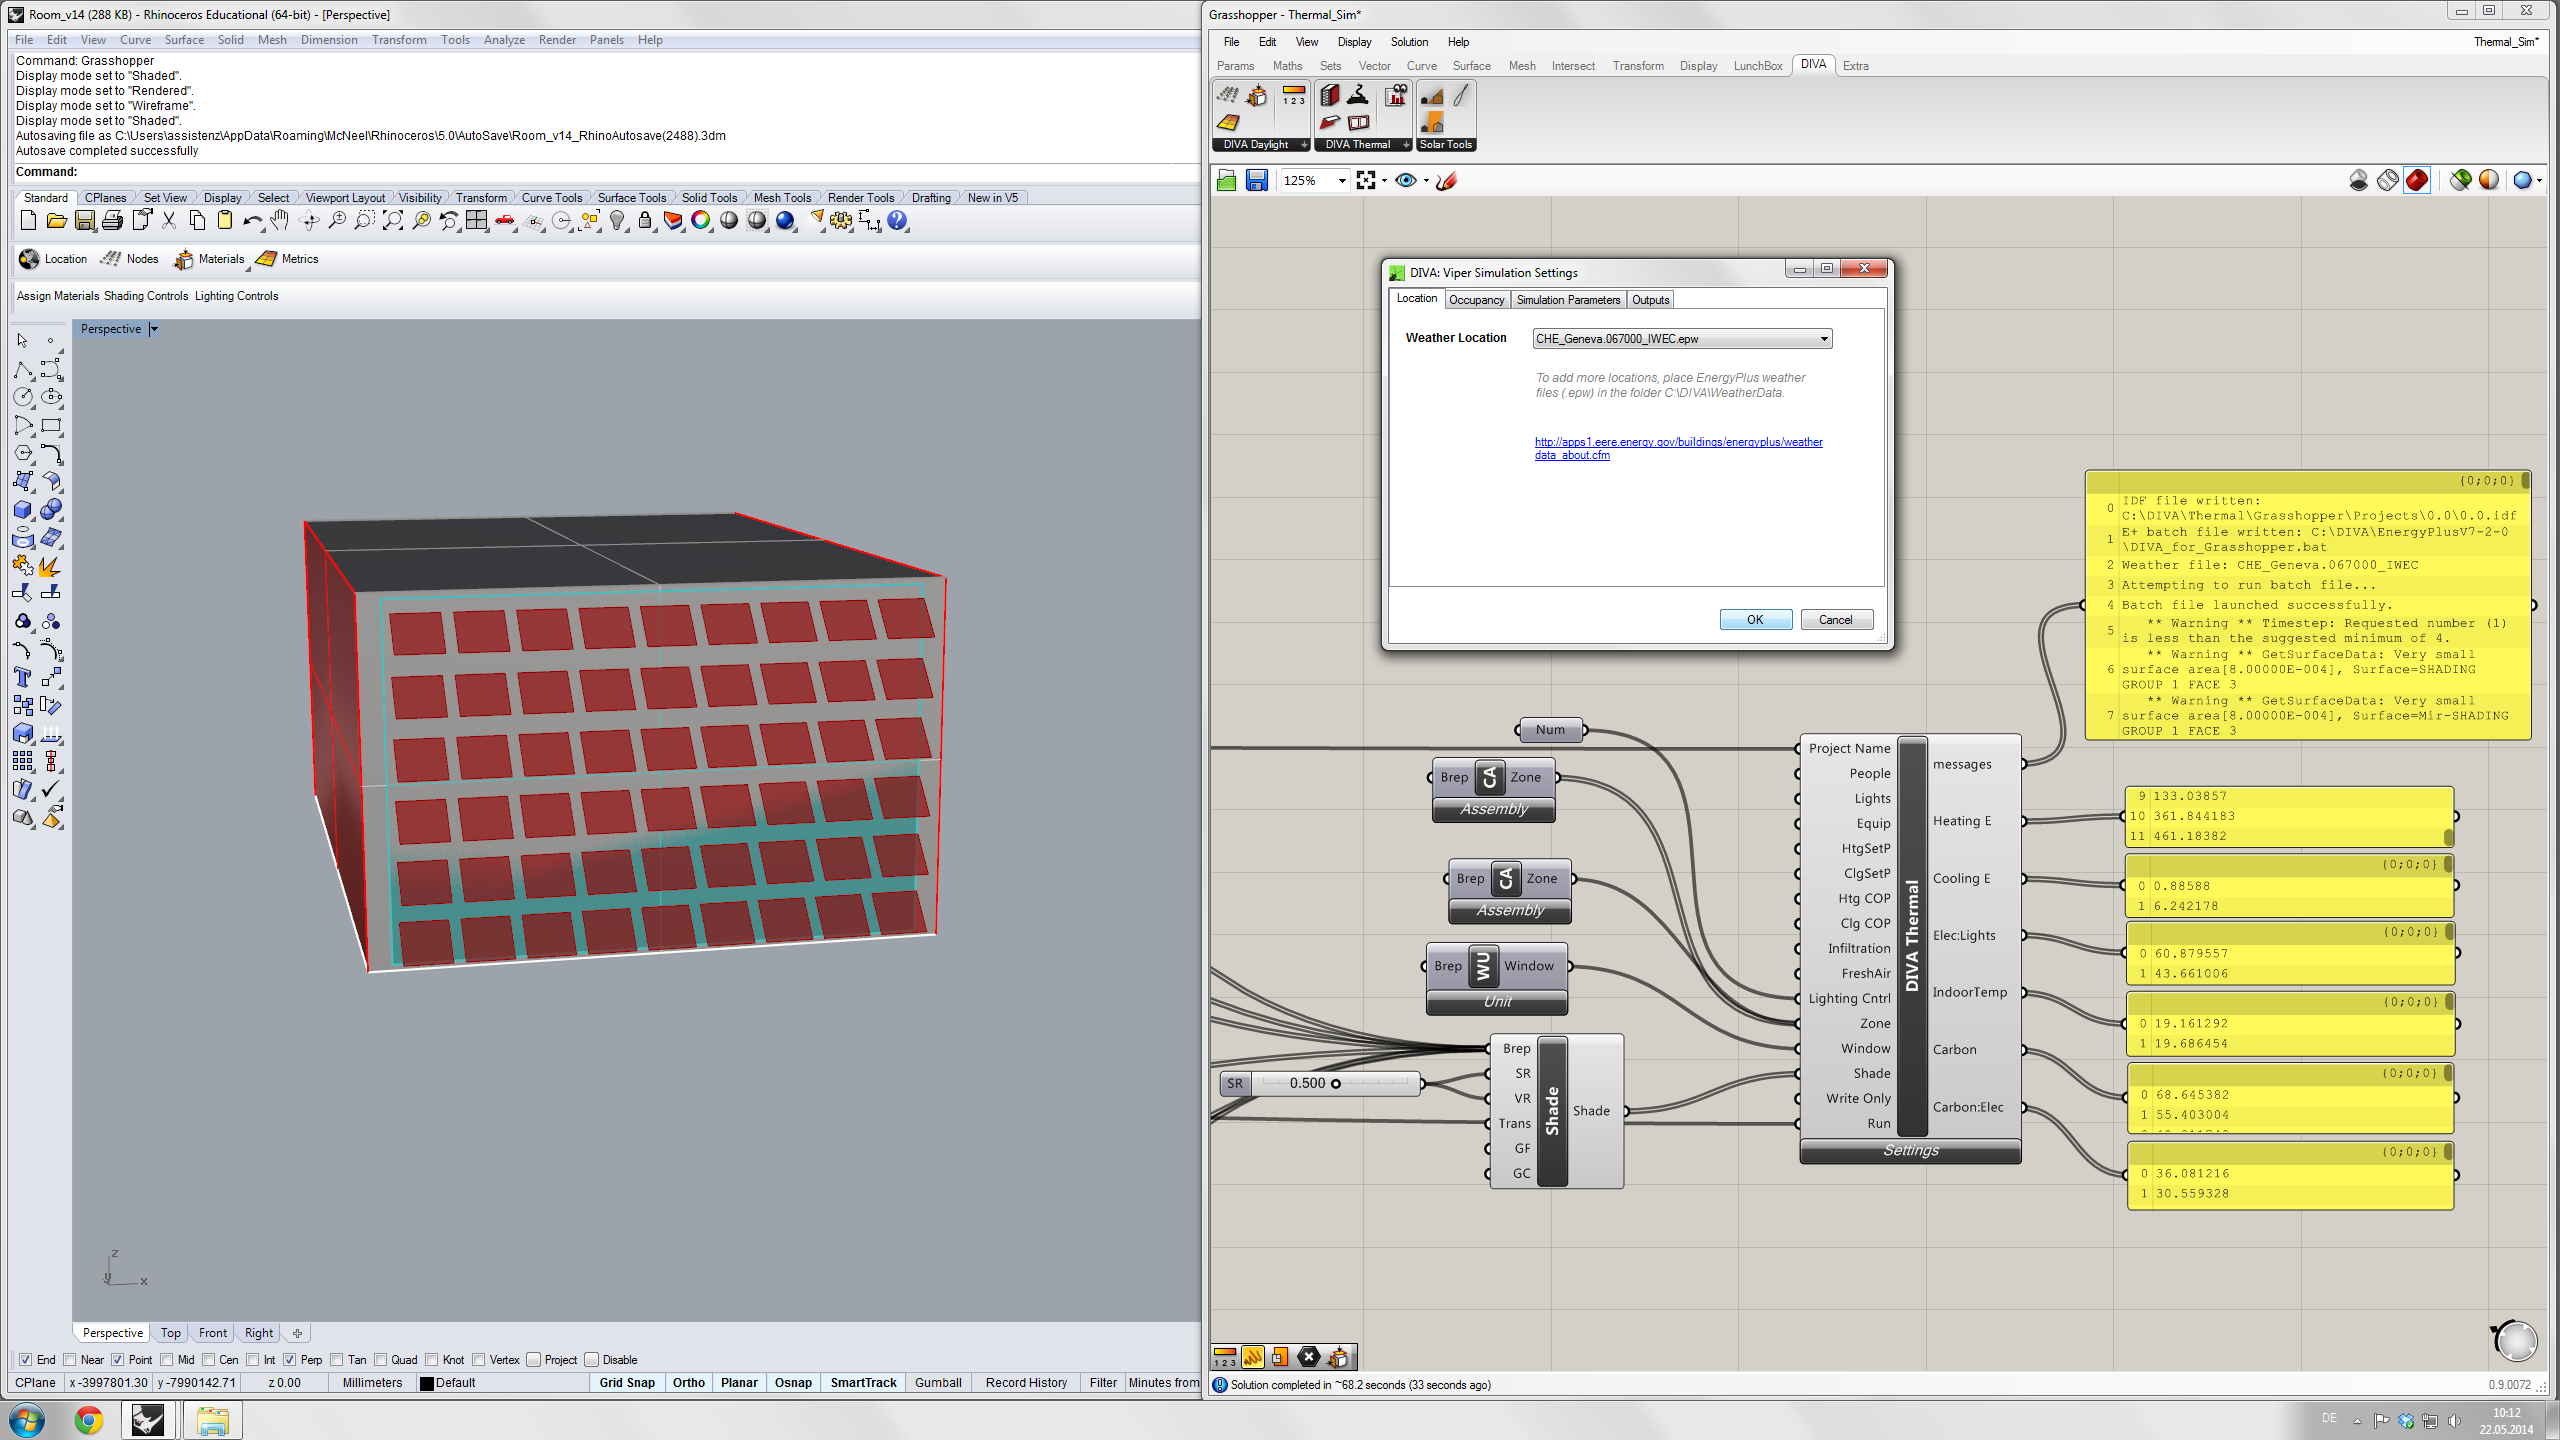 Room_v14 (288 KB) - Rhinoceros Educational (64-bit) - [Perspective]
File Edit View Curve Surface Solid Mesh Dimension Transform Tools Analyze Render Panels Help
Command: Grasshopper
Display mode set to "Shaded".
Display mode set to "Rendered".
Display mode set to "Wireframe".
Display mode set to "Shaded".
Autosaving file as C:\Users\assistenz\AppData\Roaming\McNeel\Rhinoceros\5.0\AutoSave\Room_v14_RhinoAutosave(2488).3dm
Autosave completed successfully
Command:
Standard CPlanes Set View Display Select Viewport Layout Visibility Transform Curve Tools Surface Tools Solid Tools Mesh Tools Render Tools Drafting New in V5
Location Nodes Materials Metrics
Assign Materials Shading Controls Lighting Controls
Perspective
z
y x
Perspective Top Front Right
End Near Point Mid Cen Int Perp Tan Quad Knot Vertex Project Disable
CPlane x -3997801.30 y -7990142.71 z 0.00 Millimeters Default Grid Snap Ortho Planar Osnap SmartTrack Gumball Record History Filter Minutes from
Grasshopper - Thermal_Sim*
File Edit View Display Solution Help Thermal_Sim*
Params Maths Sets Vector Curve Surface Mesh Intersect Transform Display LunchBox DIVA Extra
1 2 3
DIVA Daylight DIVA Thermal Solar Tools
125%
DIVA: Viper Simulation Settings
Location Occupancy Simulation Parameters Outputs
Weather Location CHE_Geneva.067000_IWEC.epw
To add more locations, place EnergyPlus weather
files (.epw) in the folder C:\DIVA\WeatherData.
http://apps1.eere.energy.gov/buildings/energyplus/weather
data_about.cfm
OK Cancel
{0;0;0}
0 IDF file written:
C:\DIVA\Thermal\Grasshopper\Projects\0.0\0.0.idf
1 E+ batch file written: C:\DIVA\EnergyPlusV7-2-0
\DIVA_for_Grasshopper.bat
2 Weather file: CHE_Geneva.067000_IWEC
3 Attempting to run batch file...
4 Batch file launched successfully.
5 ** Warning ** Timestep: Requested number (1)
is less than the suggested minimum of 4.
6 ** Warning ** GetSurfaceData: Very small
surface area[8.00000E-004], Surface=SHADING
GROUP 1 FACE 3
7 ** Warning ** GetSurfaceData: Very small
surface area[8.00000E-004], Surface=Mir-SHADING
GROUP 1 FACE 3
Num
Brep CA Zone
Assembly
Brep CA Zone
Assembly
Brep WU Window
Unit
SR 0.500
Brep
SR
VR
Trans
GF
GC
Shade
Shade
Project Name
People
Lights
Equip
HtgSetP
ClgSetP
Htg COP
Clg COP
Infiltration
FreshAir
Lighting Cntrl
Zone
Window
Shade
Write Only
Run
DIVA Thermal
messages
Heating E
Cooling E
Elec:Lights
IndoorTemp
Carbon
Carbon:Elec
Settings
9 133.03857
10 361.844183
11 461.18382
{0;0;0}
0 0.88588
1 6.242178
{0;0;0}
0 60.879557
1 43.661006
{0;0;0}
0 19.161292
1 19.686454
{0;0;0}
0 68.645382
1 55.403004
{0;0;0}
0 36.081216
1 30.559328
1 2 3
Solution completed in ~68.2 seconds (33 seconds ago) 0.9.0072
DE 10:12
22.05.2014